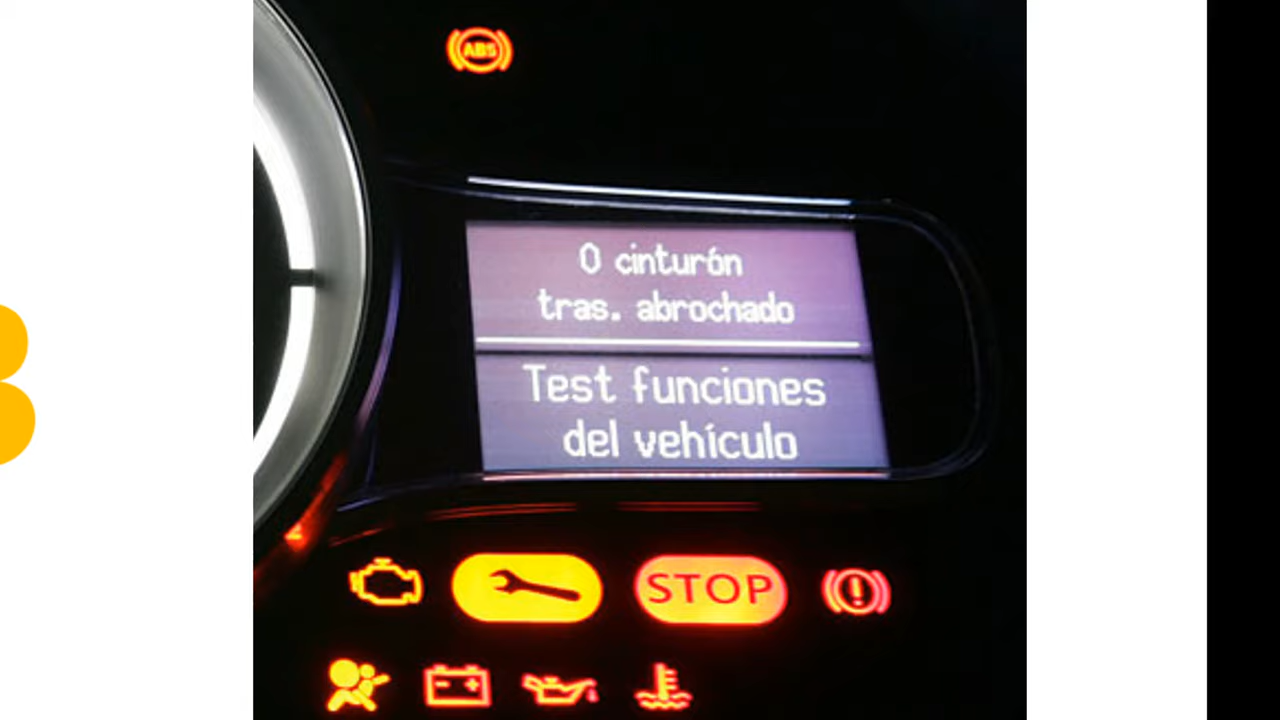 ABS
0 cinturón
tras. abrochado
Test funciones
del vehículo
STOP